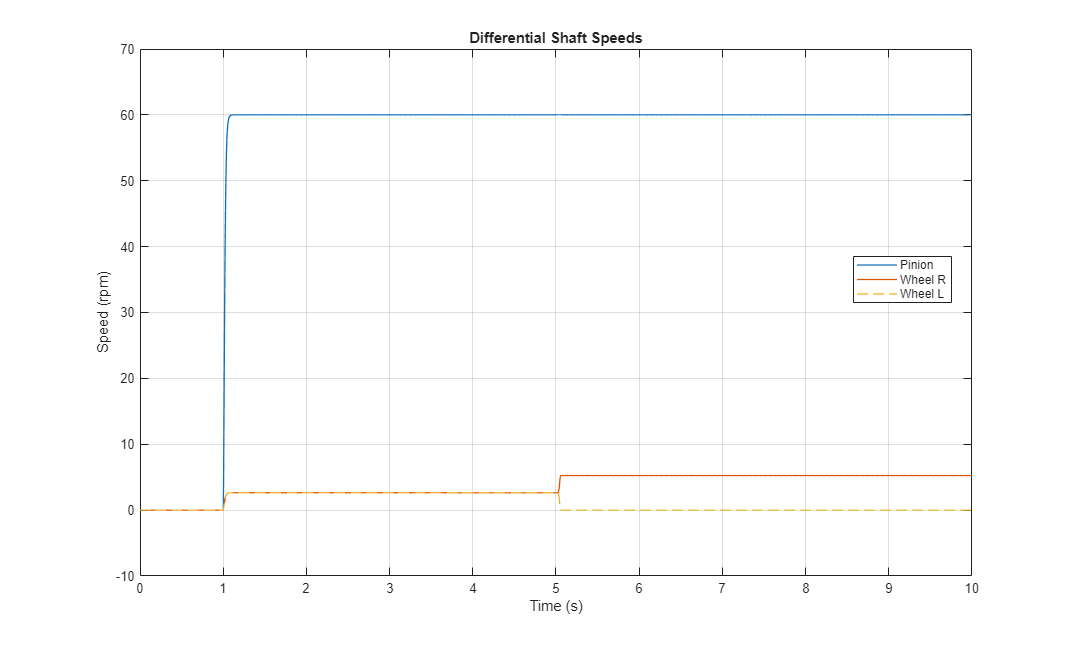 Differential Shaft Speeds
70
60
50
40
30
20
10
0
-10
Speed (rpm)
Pinion
Wheel R
Wheel L
0 1 2 3 4 5 6 7 8 9 10
Time (s)